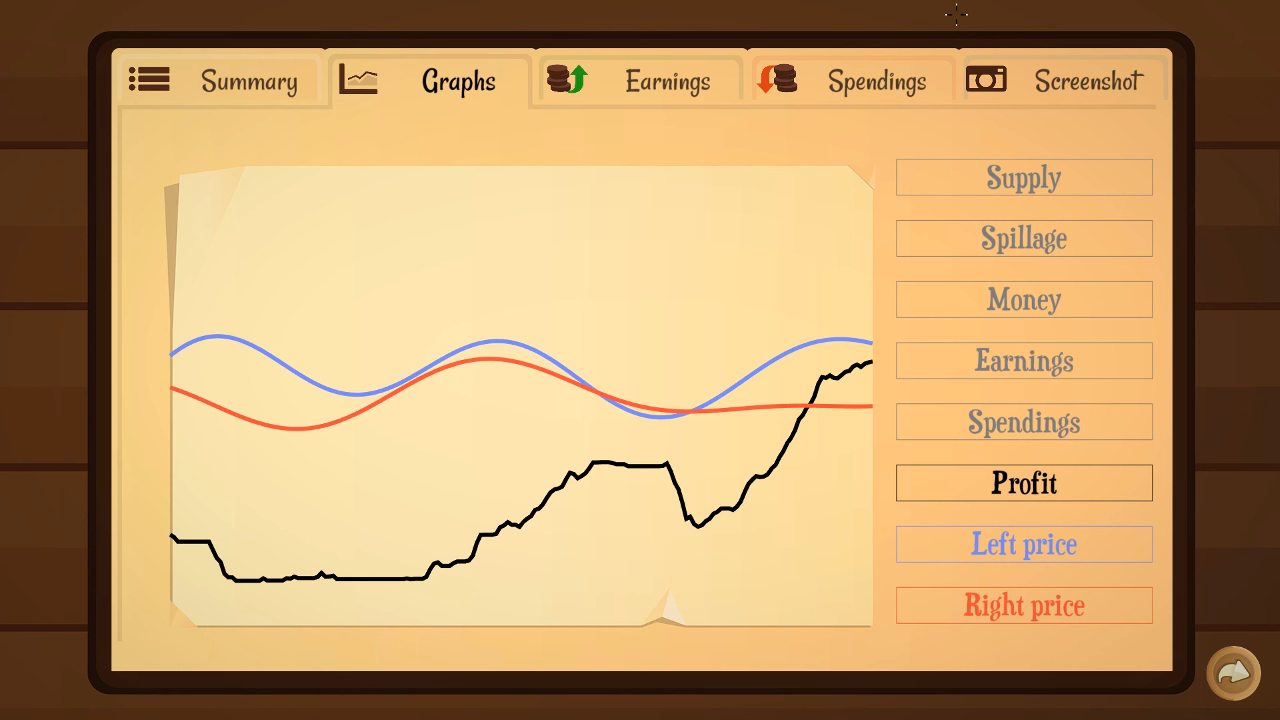 Summary
Graphs
Earnings
Spendings
Screenshot
Supply
Spillage
Money
Earnings
Spendings
Profit
Left price
Right price